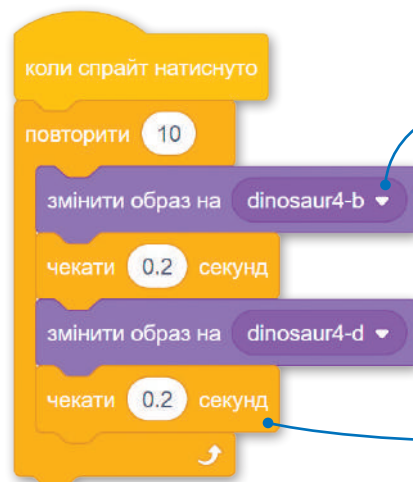 коли спрайт натиснуто
повторити 10
змінити образ на dinosaur4-b
чекати 0.2 секунд
змінити образ на dinosaur4-d
чекати 0.2 секунд